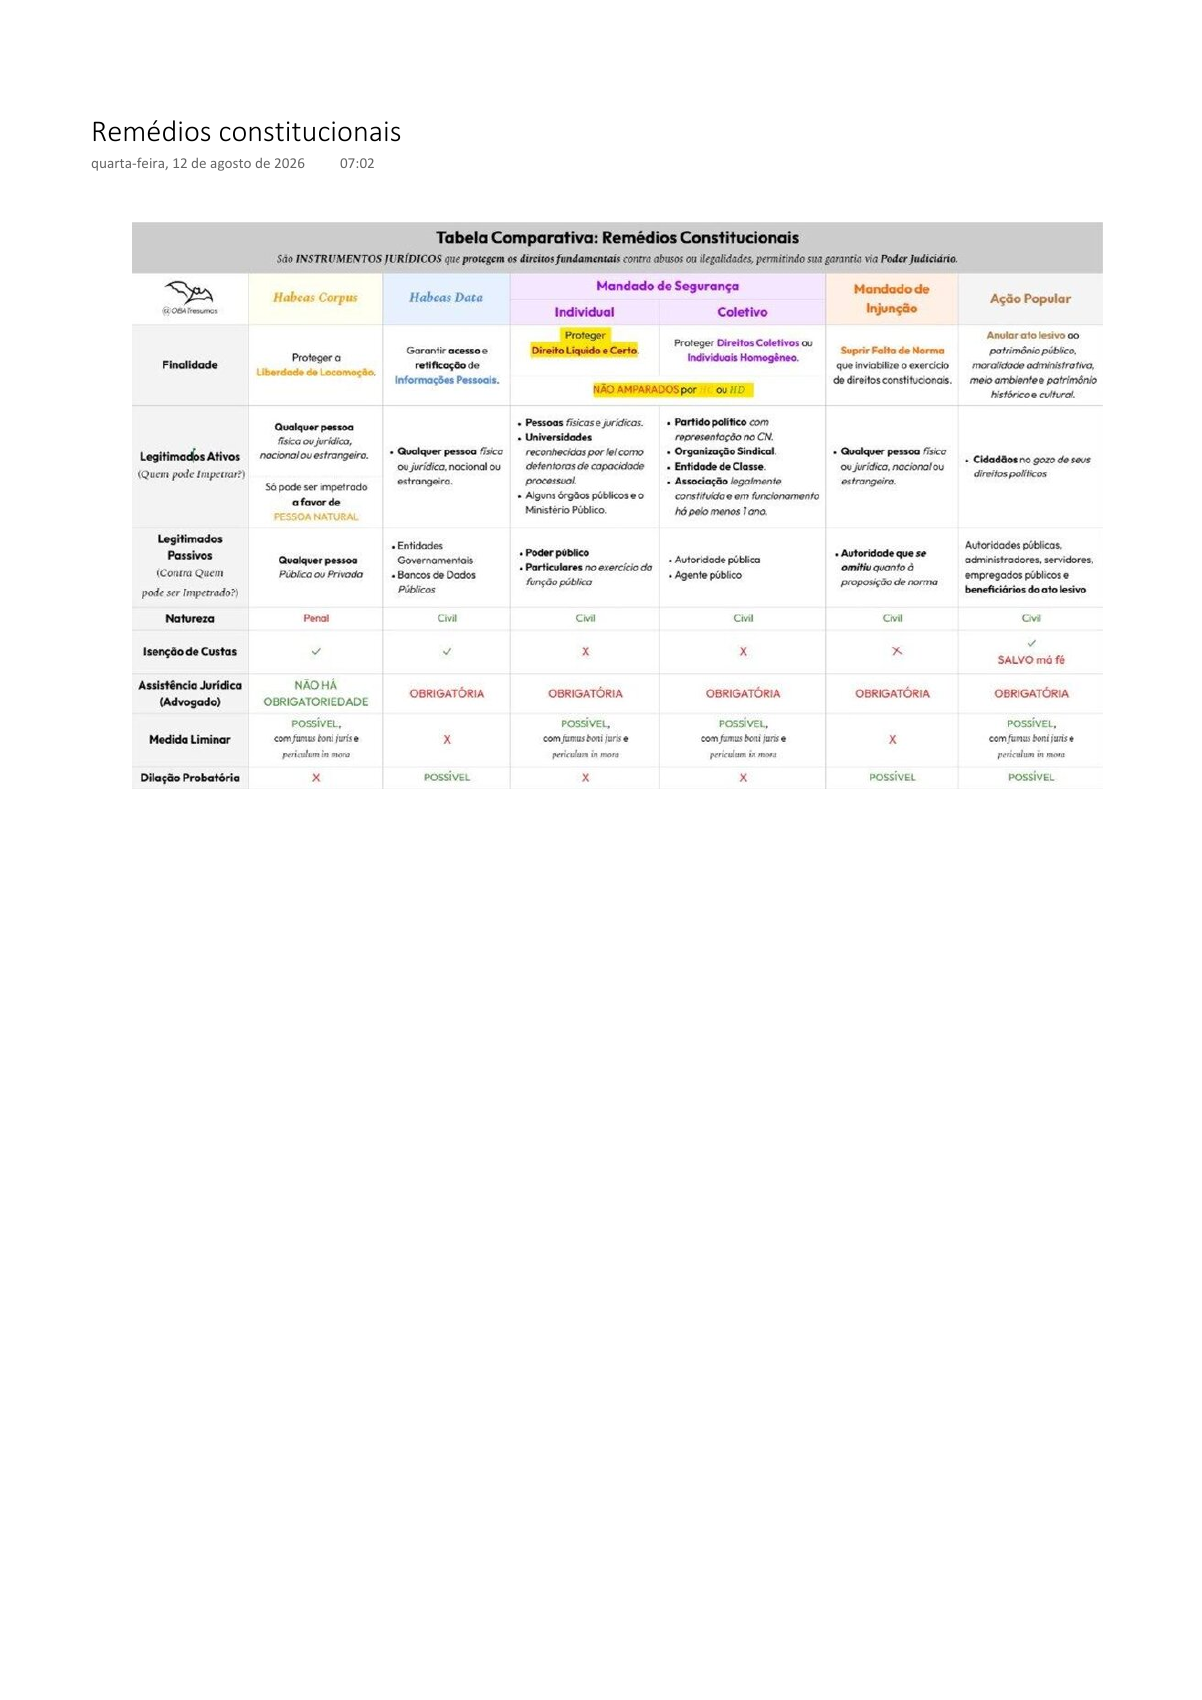 Remédios constitucionais
quarta-feira, 12 de agosto de 2026 07:02
Tabela Comparativa: Remédios Constitucionais
São INSTRUMENTOS JURÍDICOS que protegem os direitos fundamentais contra abusos ou ilegalidades, permitindo sua garantia via Poder Judiciário.
@OBATresumos
Habeas Corpus
Habeas Data
Mandado de Segurança
Individual
Coletivo
Mandado de
Injunção
Ação Popular
Finalidade
Proteger a
Liberdade de Locomoção.
Garantir acesso e
retificação de
Informações Pessoais.
Proteger
Direito Líquido e Certo.
Proteger Direitos Coletivos ou
Individuais Homogêneo.
NÃO AMPARADOS por HC ou HD
Suprir Falta de Norma
que inviabilize o exercício
de direitos constitucionais.
Anular ato lesivo ao
patrimônio público,
moralidade administrativa,
meio ambiente e patrimônio
histórico e cultural.
Legitimados Ativos
(Quem pode Impetrar?)
Qualquer pessoa
física ou jurídica,
nacional ou estrangeira.
Só pode ser impetrado
a favor de
PESSOA NATURAL
• Qualquer pessoa física
ou jurídica, nacional ou
estrangeira.
• Pessoas físicas e jurídicas.
• Universidades
reconhecidas por lei como
detentoras de capacidade
processual.
• Alguns órgãos públicos e o
Ministério Público.
• Partido político com
representação no CN.
• Organização Sindical.
• Entidade de Classe.
• Associação legalmente
constituída e em funcionamento
há pelo menos 1 ano.
• Qualquer pessoa física
ou jurídica, nacional ou
estrangeira.
• Cidadãos no gozo de seus
direitos políticos
Legitimados
Passivos
(Contra Quem
pode ser Impetrado?)
Qualquer pessoa
Pública ou Privada
• Entidades
Governamentais
• Bancos de Dados
Públicos
• Poder público
• Particulares no exercício da
função pública
• Autoridade pública
• Agente público
• Autoridade que se
omitiu quanto à
proposição de norma
Autoridades públicas,
administradores, servidores,
empregados públicos e
beneficiários do ato lesivo
Natureza
Penal
Civil
Civil
Civil
Civil
Civil
Isenção de Custas
✓
✓
X
X
X
✓
SALVO má fé
Assistência Jurídica
(Advogado)
NÃO HÁ
OBRIGATORIEDADE
OBRIGATÓRIA
OBRIGATÓRIA
OBRIGATÓRIA
OBRIGATÓRIA
OBRIGATÓRIA
Medida Liminar
POSSÍVEL,
com fumus boni juris e
periculum in mora
X
POSSÍVEL,
com fumus boni juris e
periculum in mora
POSSÍVEL,
com fumus boni juris e
periculum in mora
X
POSSÍVEL,
com fumus boni juris e
periculum in mora
Dilação Probatória
X
POSSÍVEL
X
X
POSSÍVEL
POSSÍVEL